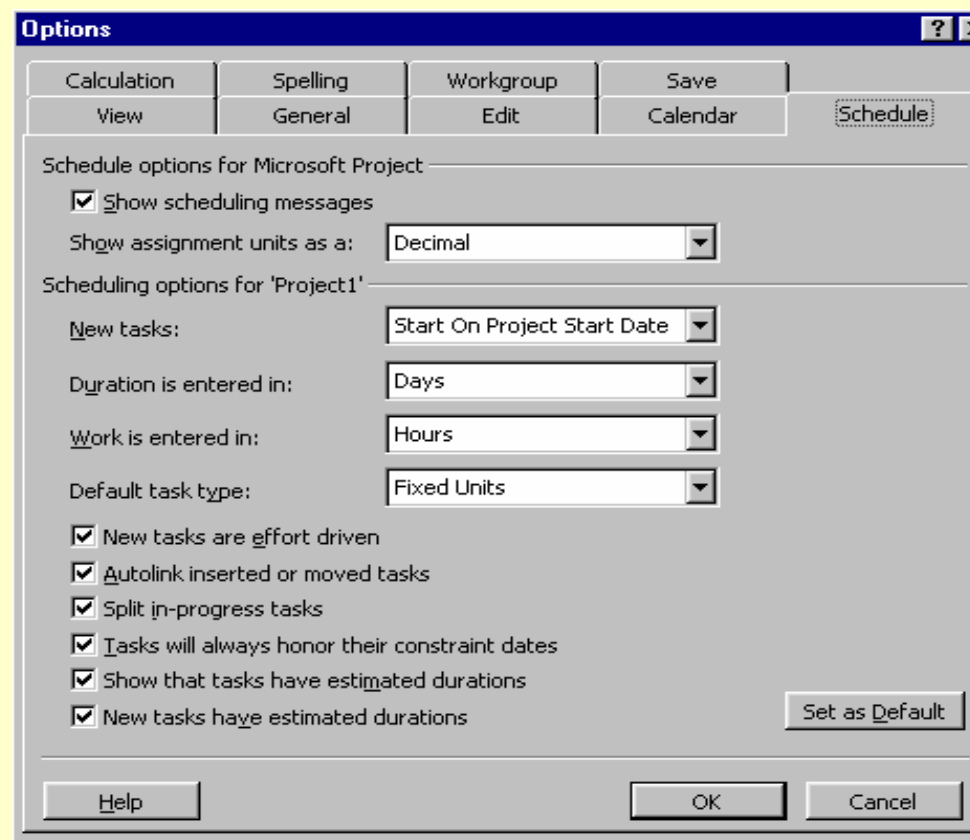 Options
Calculation Spelling Workgroup Save
View General Edit Calendar Schedule
Schedule options for Microsoft Project
Show scheduling messages
Show assignment units as a: Decimal
Scheduling options for 'Project1'
New tasks: Start On Project Start Date
Duration is entered in: Days
Work is entered in: Hours
Default task type: Fixed Units
New tasks are effort driven
Autolink inserted or moved tasks
Split in-progress tasks
Tasks will always honor their constraint dates
Show that tasks have estimated durations
New tasks have estimated durations
Set as Default
Help OK Cancel